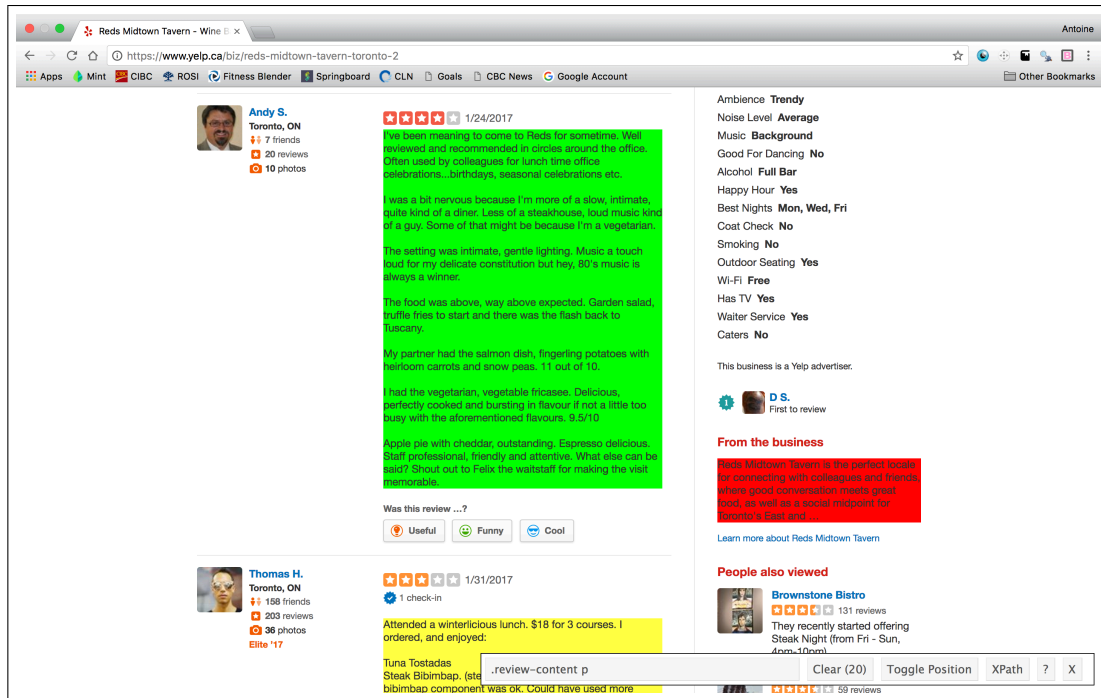 Reds Midtown Tavern - Wine B ×
Antoine
https://www.yelp.ca/biz/reds-midtown-tavern-toronto-2
Apps Mint CIBC ROSI Fitness Blender Springboard CLN Goals CBC News Google Account Other Bookmarks
Andy S.
Toronto, ON
7 friends
20 reviews
10 photos
1/24/2017
I've been meaning to come to Reds for sometime. Well
reviewed and recommended in circles around the office.
Often used by colleagues for lunch time office
celebrations...birthdays, seasonal celebrations etc.
I was a bit nervous because I'm more of a slow, intimate,
quite kind of a diner. Less of a steakhouse, loud music kind
of a guy. Some of that might be because I'm a vegetarian.
The setting was intimate, gentle lighting. Music a touch
loud for my delicate constitution but hey, 80's music is
always a winner.
The food was above, way above expected. Garden salad,
truffle fries to start and there was the flash back to
Tuscany.
My partner had the salmon dish, fingerling potatoes with
heirloom carrots and snow peas. 11 out of 10.
I had the vegetarian, vegetable fricasee. Delicious,
perfectly cooked and bursting in flavour if not a little too
busy with the aforementioned flavours. 9.5/10
Apple pie with cheddar, outstanding. Espresso delicious.
Staff professional, friendly and attentive. What else can be
said? Shout out to Felix the waitstaff for making the visit
memorable.
Was this review ...?
Useful Funny Cool
Thomas H.
Toronto, ON
158 friends
203 reviews
36 photos
Elite '17
1/31/2017
1 check-in
Attended a winterlicious lunch. $18 for 3 courses. I
ordered, and enjoyed:
Tuna Tostadas
Steak Bibimbap. (ste
bibimbap component was ok. Could have used more
Ambience Trendy
Noise Level Average
Music Background
Good For Dancing No
Alcohol Full Bar
Happy Hour Yes
Best Nights Mon, Wed, Fri
Coat Check No
Smoking No
Outdoor Seating Yes
Wi-Fi Free
Has TV Yes
Waiter Service Yes
Caters No
This business is a Yelp advertiser.
1
D S.
First to review
From the business
Reds Midtown Tavern is the perfect locale
for connecting with colleagues and friends,
where good conversation meets great
food, as well as a social midpoint for
Toronto's East and ...
Learn more about Reds Midtown Tavern
People also viewed
Brownstone Bistro
131 reviews
They recently started offering
Steak Night (from Fri - Sun,
4pm-10pm)
59 reviews
.review-content p
Clear (20) Toggle Position XPath ? X